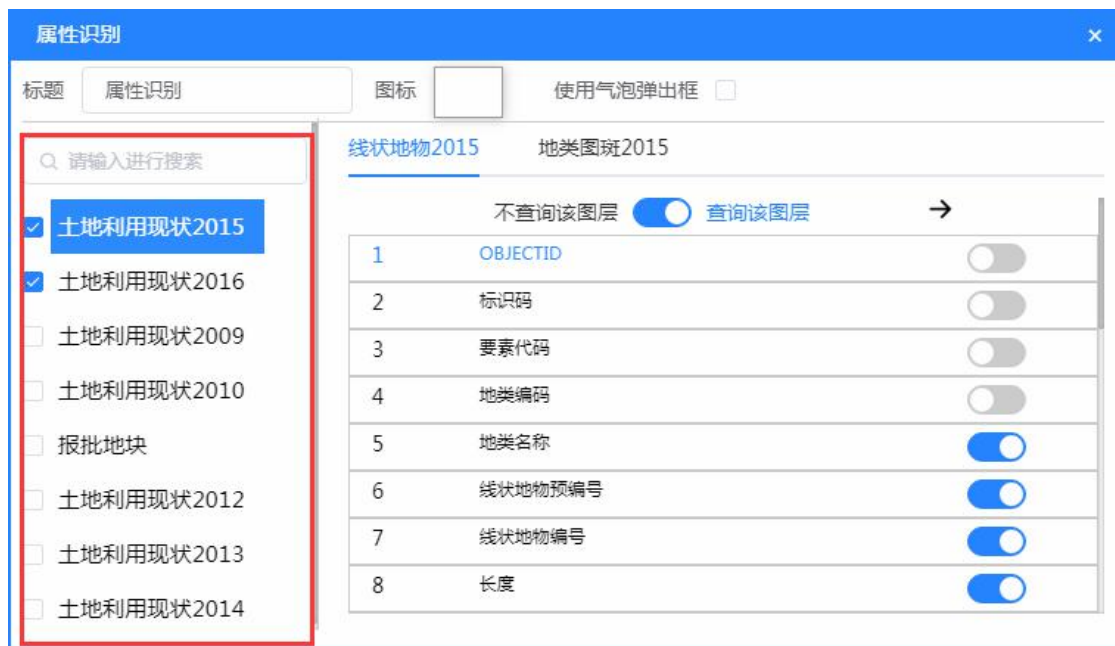 属性识别
标题 属性识别 图标 使用气泡弹出框
请输入进行搜索
土地利用现状2015
土地利用现状2016
土地利用现状2009
土地利用现状2010
报批地块
土地利用现状2012
土地利用现状2013
土地利用现状2014
线状地物2015 地类图斑2015
不查询该图层 查询该图层 →
1 OBJECTID
2 标识码
3 要素代码
4 地类编码
5 地类名称
6 线状地物预编号
7 线状地物编号
8 长度